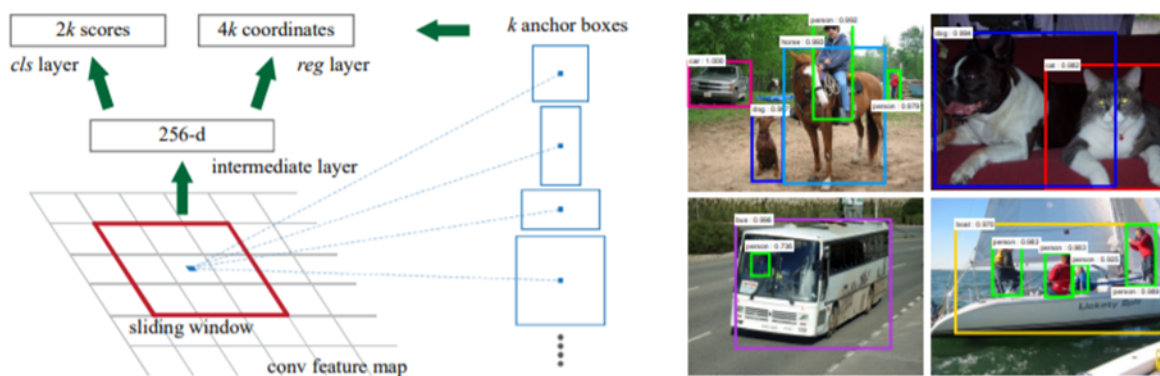 2k scores
4k coordinates
k anchor boxes
cls layer
reg layer
256-d
intermediate layer
sliding window
conv feature map
person : 0.992
horse : 0.993
car : 1.000
person : 0.979
dog : 0.994
cat : 0.982
bus : 0.996
person : 0.736
boat : 0.970
person : 0.983
person : 0.983
person : 0.925
person : 0.989